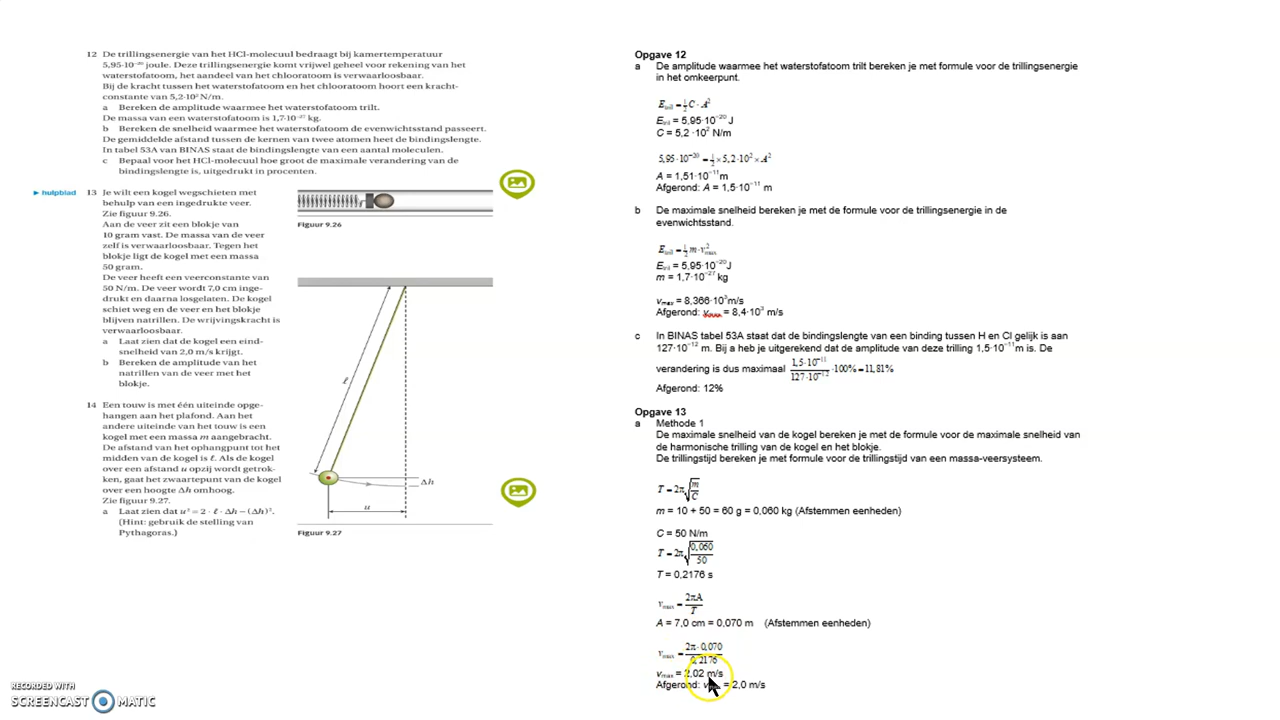 12 De trillingsenergie van het HCl-molecuul bedraagt bij kamertemperatuur
5,95·10⁻²⁰ joule. Deze trillingsenergie komt vrijwel geheel voor rekening van het
waterstofatoom, het aandeel van het chlooratoom is verwaarloosbaar.
Bij de kracht tussen het waterstofatoom en het chlooratoom hoort een kracht-
constante van 5,2·10² N/m.
a Bereken de amplitude waarmee het waterstofatoom trilt.
De massa van een waterstofatoom is 1,7·10⁻²⁷ kg.
b Bereken de snelheid waarmee het waterstofatoom de evenwichtsstand passeert.
De gemiddelde afstand tussen de kernen van twee atomen heet de bindingslengte.
In tabel 53A van BINAS staat de bindingslengte van een aantal moleculen.
c Bepaal voor het HCl-molecuul hoe groot de maximale verandering van de
bindingslengte is, uitgedrukt in procenten.
► hulpblad
13 Je wilt een kogel wegschieten met
behulp van een ingedrukte veer.
Zie figuur 9.26.
Aan de veer zit een blokje van
10 gram vast. De massa van de veer
zelf is verwaarloosbaar. Tegen het
blokje ligt de kogel met een massa
50 gram.
De veer heeft een veerconstante van
50 N/m. De veer wordt 7,0 cm inge-
drukt en daarna losgelaten. De kogel
schiet weg en de veer en het blokje
blijven natrillen. De wrijvingskracht is
verwaarloosbaar.
a Laat zien dat de kogel een eind-
snelheid van 2,0 m/s krijgt.
b Bereken de amplitude van het
natrillen van de veer met het
blokje.
14 Een touw is met één uiteinde opge-
hangen aan het plafond. Aan het
andere uiteinde van het touw is een
kogel met een massa m aangebracht.
De afstand van het ophangpunt tot het
midden van de kogel is ℓ. Als de kogel
over een afstand u opzij wordt getrok-
ken, gaat het zwaartepunt van de kogel
over een hoogte Δh omhoog.
Zie figuur 9.27.
a Laat zien dat u² = 2 · ℓ · Δh − (Δh)².
(Hint: gebruik de stelling van
Pythagoras.)
Figuur 9.26
ℓ
Δh
u
Figuur 9.27
Opgave 12
a De amplitude waarmee het waterstofatoom trilt bereken je met formule voor de trillingsenergie
in het omkeerpunt.
E_tril = ½ C · A²
E_tril = 5,95·10⁻²⁰ J
C = 5,2 ·10² N/m
5,95·10⁻²⁰ = ½ × 5,2·10² × A²
A = 1,51·10⁻¹¹ m
Afgerond: A = 1,5·10⁻¹¹ m
b De maximale snelheid bereken je met de formule voor de trillingsenergie in de
evenwichtsstand.
E_tril = ½ m · v²_max
E_tril = 5,95·10⁻²⁰ J
m = 1,7·10⁻²⁷ kg
v_max = 8,366·10³ m/s
Afgerond: v_max = 8,4·10³ m/s
c In BINAS tabel 53A staat dat de bindingslengte van een binding tussen H en Cl gelijk is aan
127·10⁻¹² m. Bij a heb je uitgerekend dat de amplitude van deze trilling 1,5·10⁻¹¹ m is. De
verandering is dus maximaal 1,5·10⁻¹¹ / 127·10⁻¹² · 100% = 11,81%
Afgerond: 12%
Opgave 13
a Methode 1
De maximale snelheid van de kogel bereken je met de formule voor de maximale snelheid van
de harmonische trilling van de kogel en het blokje.
De trillingstijd bereken je met formule voor de trillingstijd van een massa-veersysteem.
T = 2π √(m/C)
m = 10 + 50 = 60 g = 0,060 kg (Afstemmen eenheden)
C = 50 N/m
T = 2π √(0,060/50)
T = 0,2176 s
v_max = 2πA / T
A = 7,0 cm = 0,070 m (Afstemmen eenheden)
v_max = 2π·0,070 / 0,2176
v_max = 2,02 m/s
Afgerond: = 2,0 m/s
RECORDED WITH
SCREENCAST MATIC